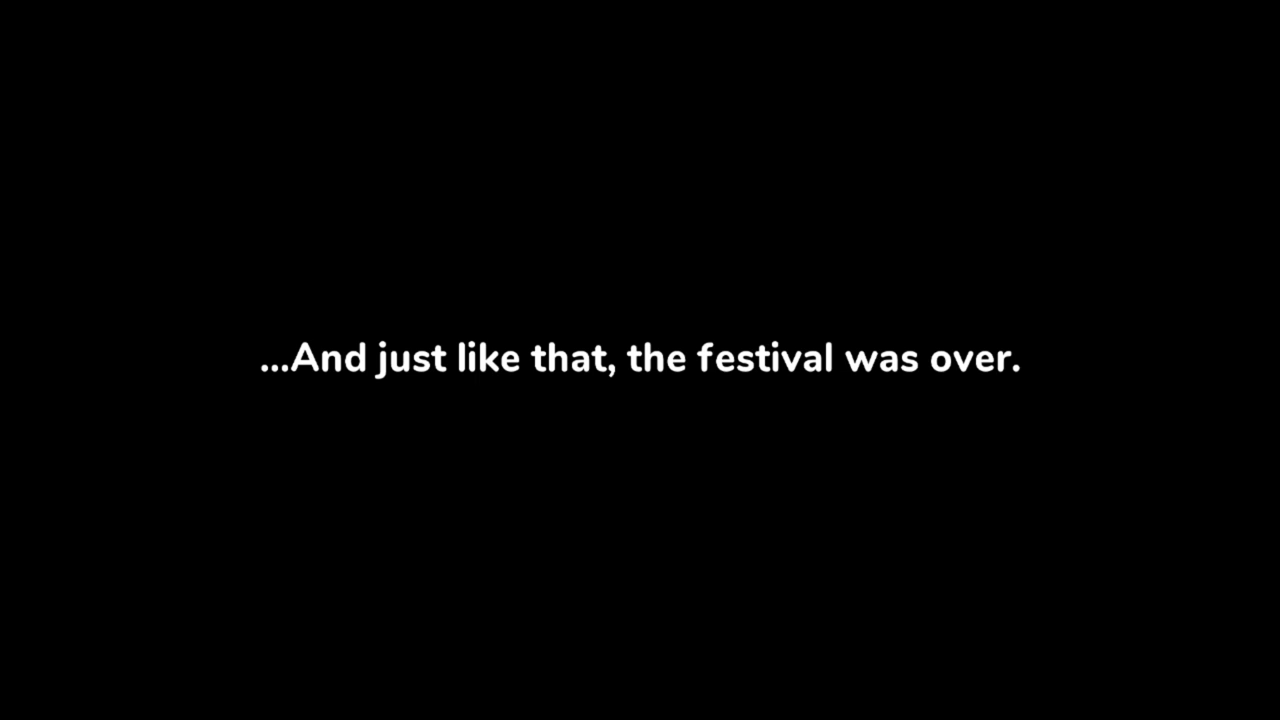 ...And just like that, the festival was over.